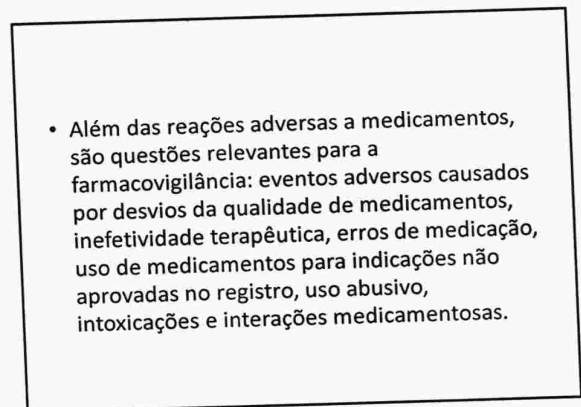 • Além das reações adversas a medicamentos,
são questões relevantes para a
farmacovigilância: eventos adversos causados
por desvios da qualidade de medicamentos,
inefetividade terapêutica, erros de medicação,
uso de medicamentos para indicações não
aprovadas no registro, uso abusivo,
intoxicações e interações medicamentosas.